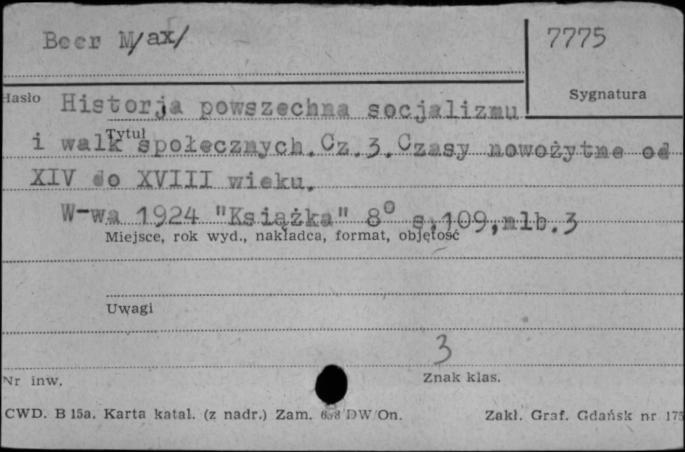 Beer M/ax/
7775
Hasło
Sygnatura
Historja powszechna socjalizmu
Tytuł
i walk społecznych.Cz.3.Czasy nowożytne od
XIV do XVIII wieku.
W-wa 1924 "Książka" 8° s.109,nlb.3
Miejsce, rok wyd., nakładca, format, objętość
Uwagi
3
Nr inw.
Znak klas.
CWD. B 15a. Karta katal. (z nadr.) Zam. DW/On.
Zakł. Graf. Gdańsk nr 175